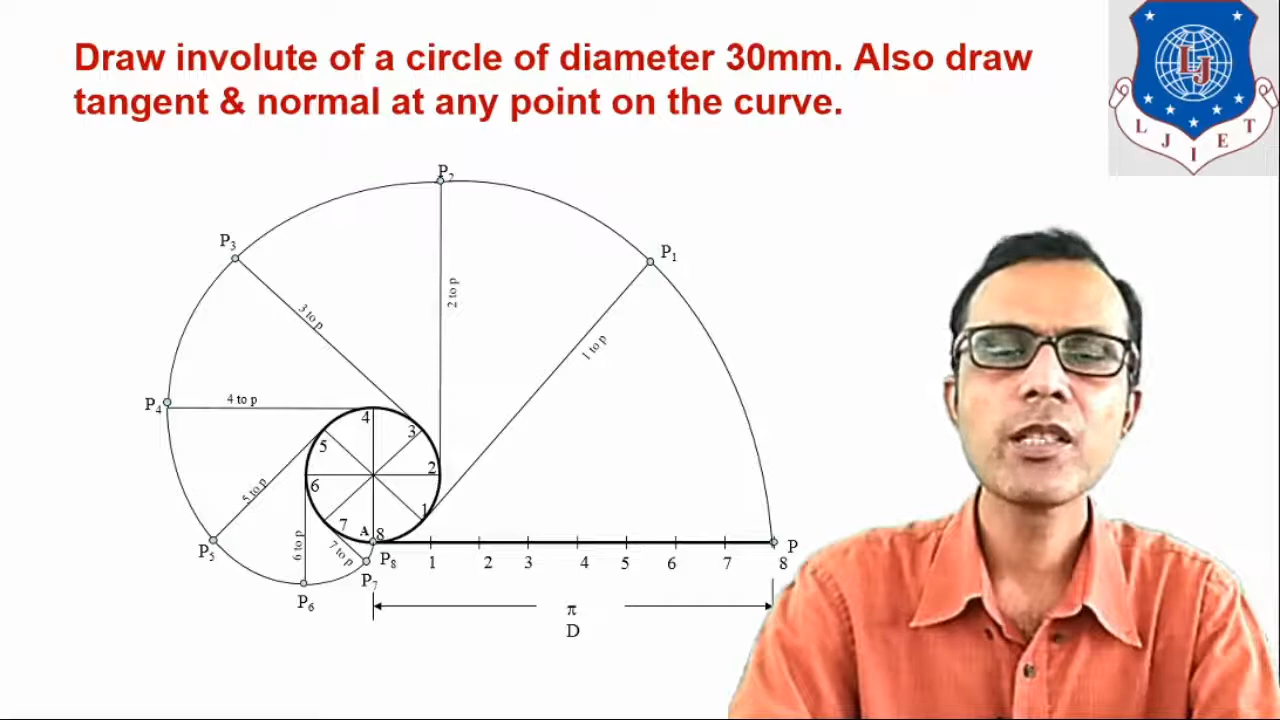 Draw involute of a circle of diameter 30mm. Also draw
tangent & normal at any point on the curve.
LJ
L J I E T
P2
P3
P1
2 to p
3 to p
1 to p
P4
4 to p
4
3
5
2
6
5 to p
1
7
A
8
P5
6 to p
7 to p
P8
P
1 2 3 4 5 6 7 8
P7
P6
π
D